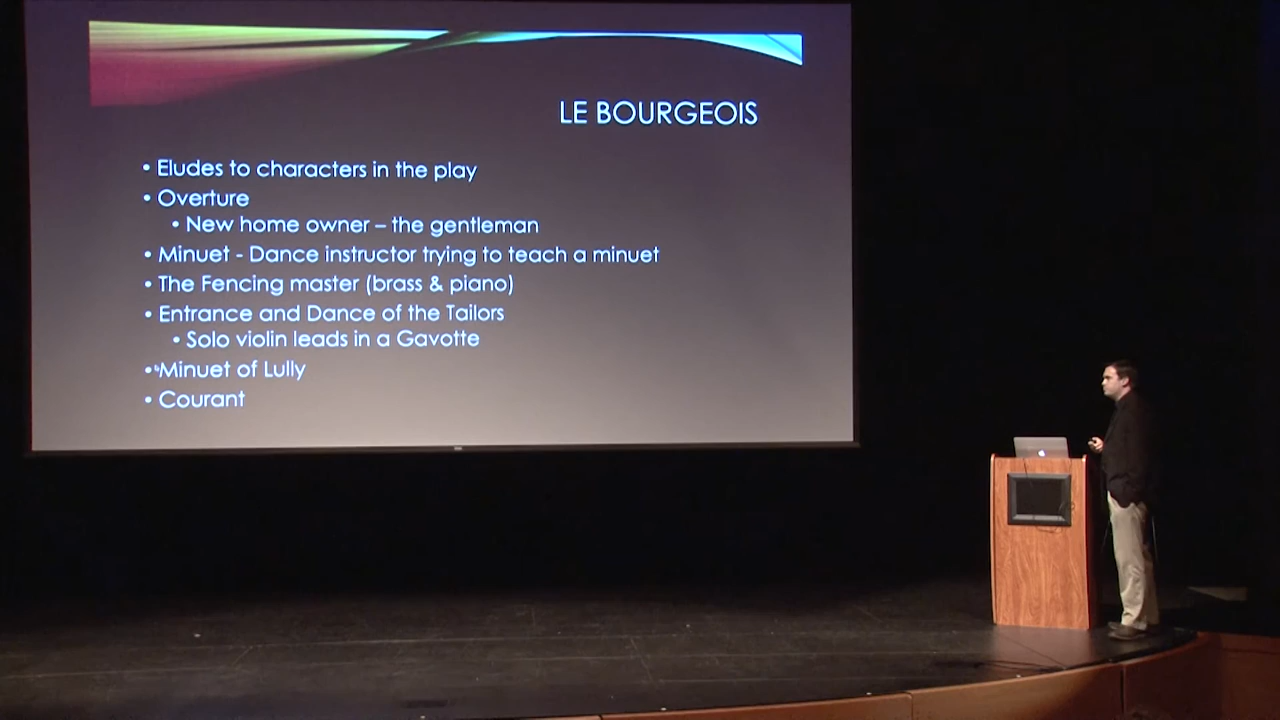 LE BOURGEOIS
• Eludes to characters in the play
• Overture
• New home owner – the gentleman
• Minuet - Dance instructor trying to teach a minuet
• The Fencing master (brass & piano)
• Entrance and Dance of the Tailors
• Solo violin leads in a Gavotte
• Minuet of Lully
• Courant